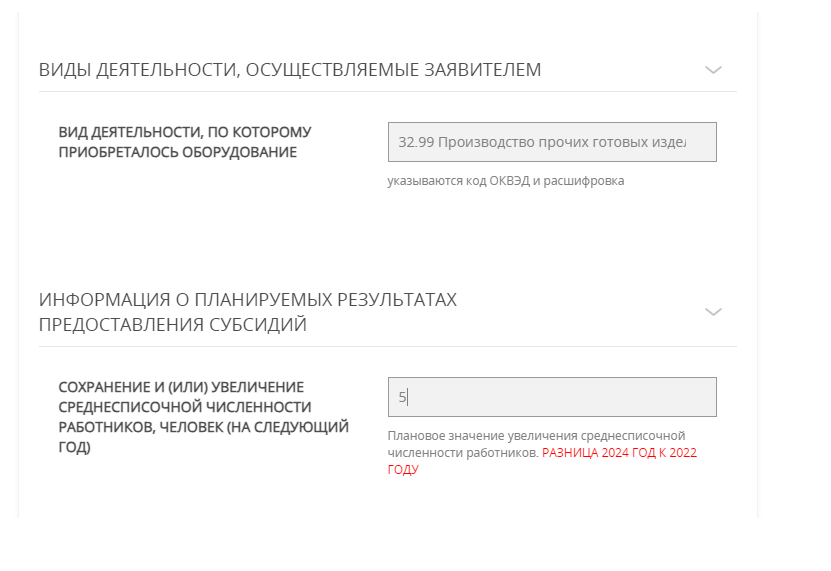 ВИДЫ ДЕЯТЕЛЬНОСТИ, ОСУЩЕСТВЛЯЕМЫЕ ЗАЯВИТЕЛЕМ
ВИД ДЕЯТЕЛЬНОСТИ, ПО КОТОРОМУ
ПРИОБРЕТАЛОСЬ ОБОРУДОВАНИЕ
32.99 Производство прочих готовых
указываются код ОКВЭД и расшифровка
ИНФОРМАЦИЯ О ПЛАНИРУЕМЫХ РЕЗУЛЬТАТАХ
ПРЕДОСТАВЛЕНИЯ СУБСИДИЙ
СОХРАНЕНИЕ И (ИЛИ) УВЕЛИЧЕНИЕ
СРЕДНЕСПИСОЧНОЙ ЧИСЛЕННОСТИ
РАБОТНИКОВ, ЧЕЛОВЕК (НА СЛЕДУЮЩИЙ
ГОД)
5
Плановое значение увеличения среднесписочной
численности работников. РАЗНИЦА 2024 ГОД К 2022
ГОДУ